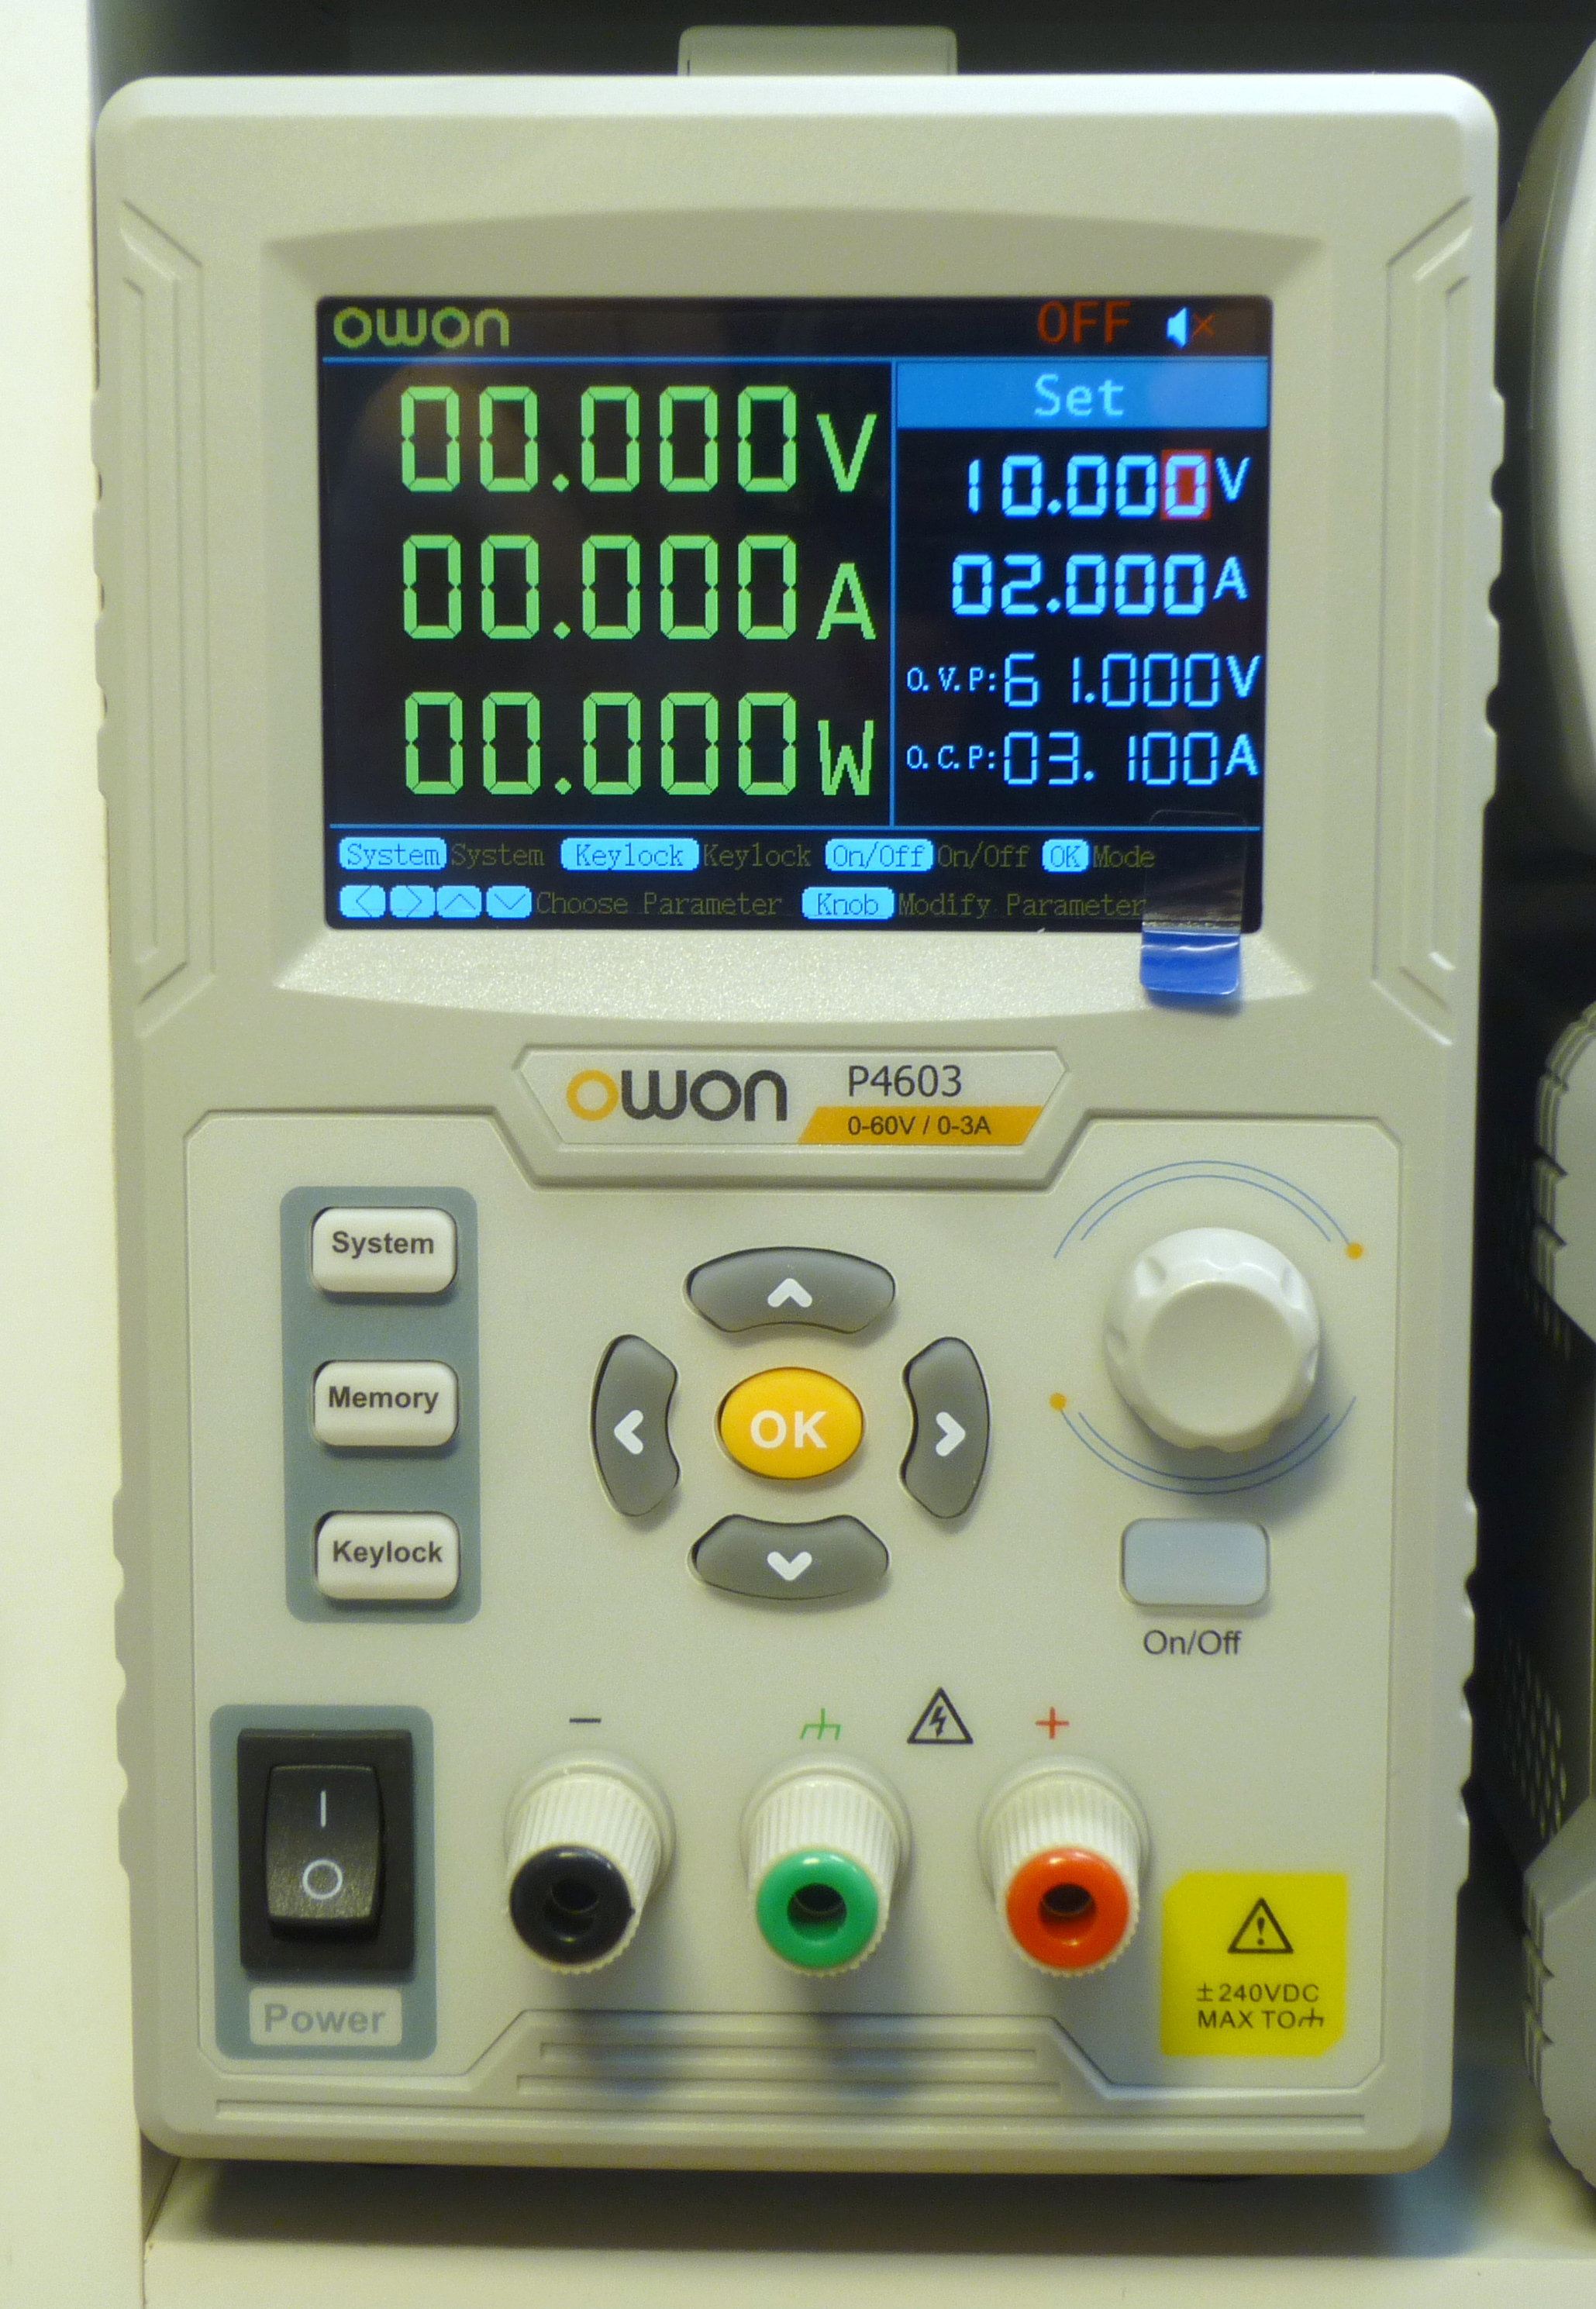 owon OFF
00.000V
00.000A
00.000W
Set
10.000V
02.000A
O.V.P:61.000V
O.C.P:03.100A
System System Keylock Keylock On/Off On/Off OK Mode
Choose Parameter Knob Modify Parameter
owon P4603
0-60V / 0-3A
System
Memory
Keylock
OK
On/Off
− +
Power
±240VDC
MAX TO